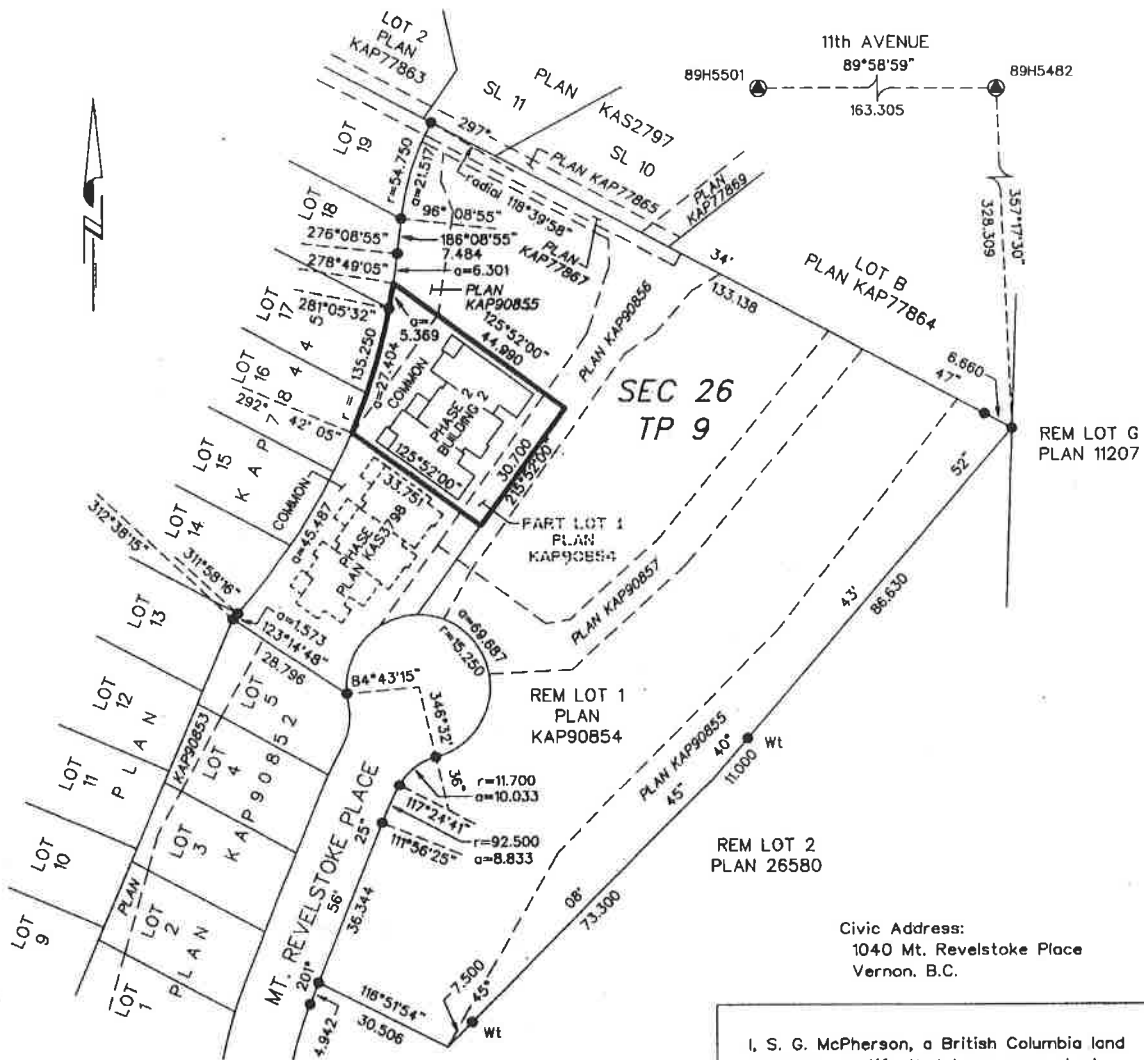 LOT 2
PLAN
KAP77863
SL 11
PLAN
KAS2797
SL 10
11th AVENUE
89°58'59"
89H5501
89H5482
163.305
357°17'30"
328.309
LOT 19
297°
PLAN KAP77865
PLAN
KAP77869
r=54.750
a=21.517
radial 118°39'58"
LOT 18
96°08'55"
276°08'55"
186°08'55"
7.484
PLAN
KAP77867
278°49'05"
a=6.301
34'
133.138
LOT B
PLAN KAP77864
PLAN
KAP90855
LOT 17
281°05'32"
a=
5.369
125°52'00"
44.990
PLAN KAP90856
6.660
47"
r = 135.250
a=27.404
COMMON
PHASE 2
BUILDING 2
SEC 26
TP 9
REM LOT G
PLAN 11207
LOT 16
292° 42' 05"
LOT 15
KAP78445
125°52'00"
33.751
30.700
215°52'00"
52"
COMMON
PART LOT 1
PLAN
KAP90854
LOT 14
312°38'15"
311°58'16"
a=45.487
PHASE 1
PLAN KAS3798
PLAN KAP90857
43'
86.630
LOT 13
a=1.573
123°14'48"
28.796
a=69.687
r=15.250
84°43'15"
346°32'
36"
REM LOT 1
PLAN
KAP90854
LOT 12
LOT 5
PLAN KAP90855
40°
Wt
11.000
45"
LOT 11
PLAN
KAP90853
LOT 4
r=11.700
a=10.033
117°24'41"
r=92.500
a=8.833
111°56'25"
REM LOT 2
PLAN 26580
LOT 10
LOT 3
KAP90852
MT. REVELSTOKE PLACE
25"
56'
36.344
08'
73.300
LOT 9
PLAN
LOT 2
PLAN
LOT 1
201°
4.942
116°51'54"
30.506
7.500
45°
Wt
Civic Address:
1040 Mt. Revelstoke Place
Vernon, B.C.
I, S. G. McPherson, a British Columbia land